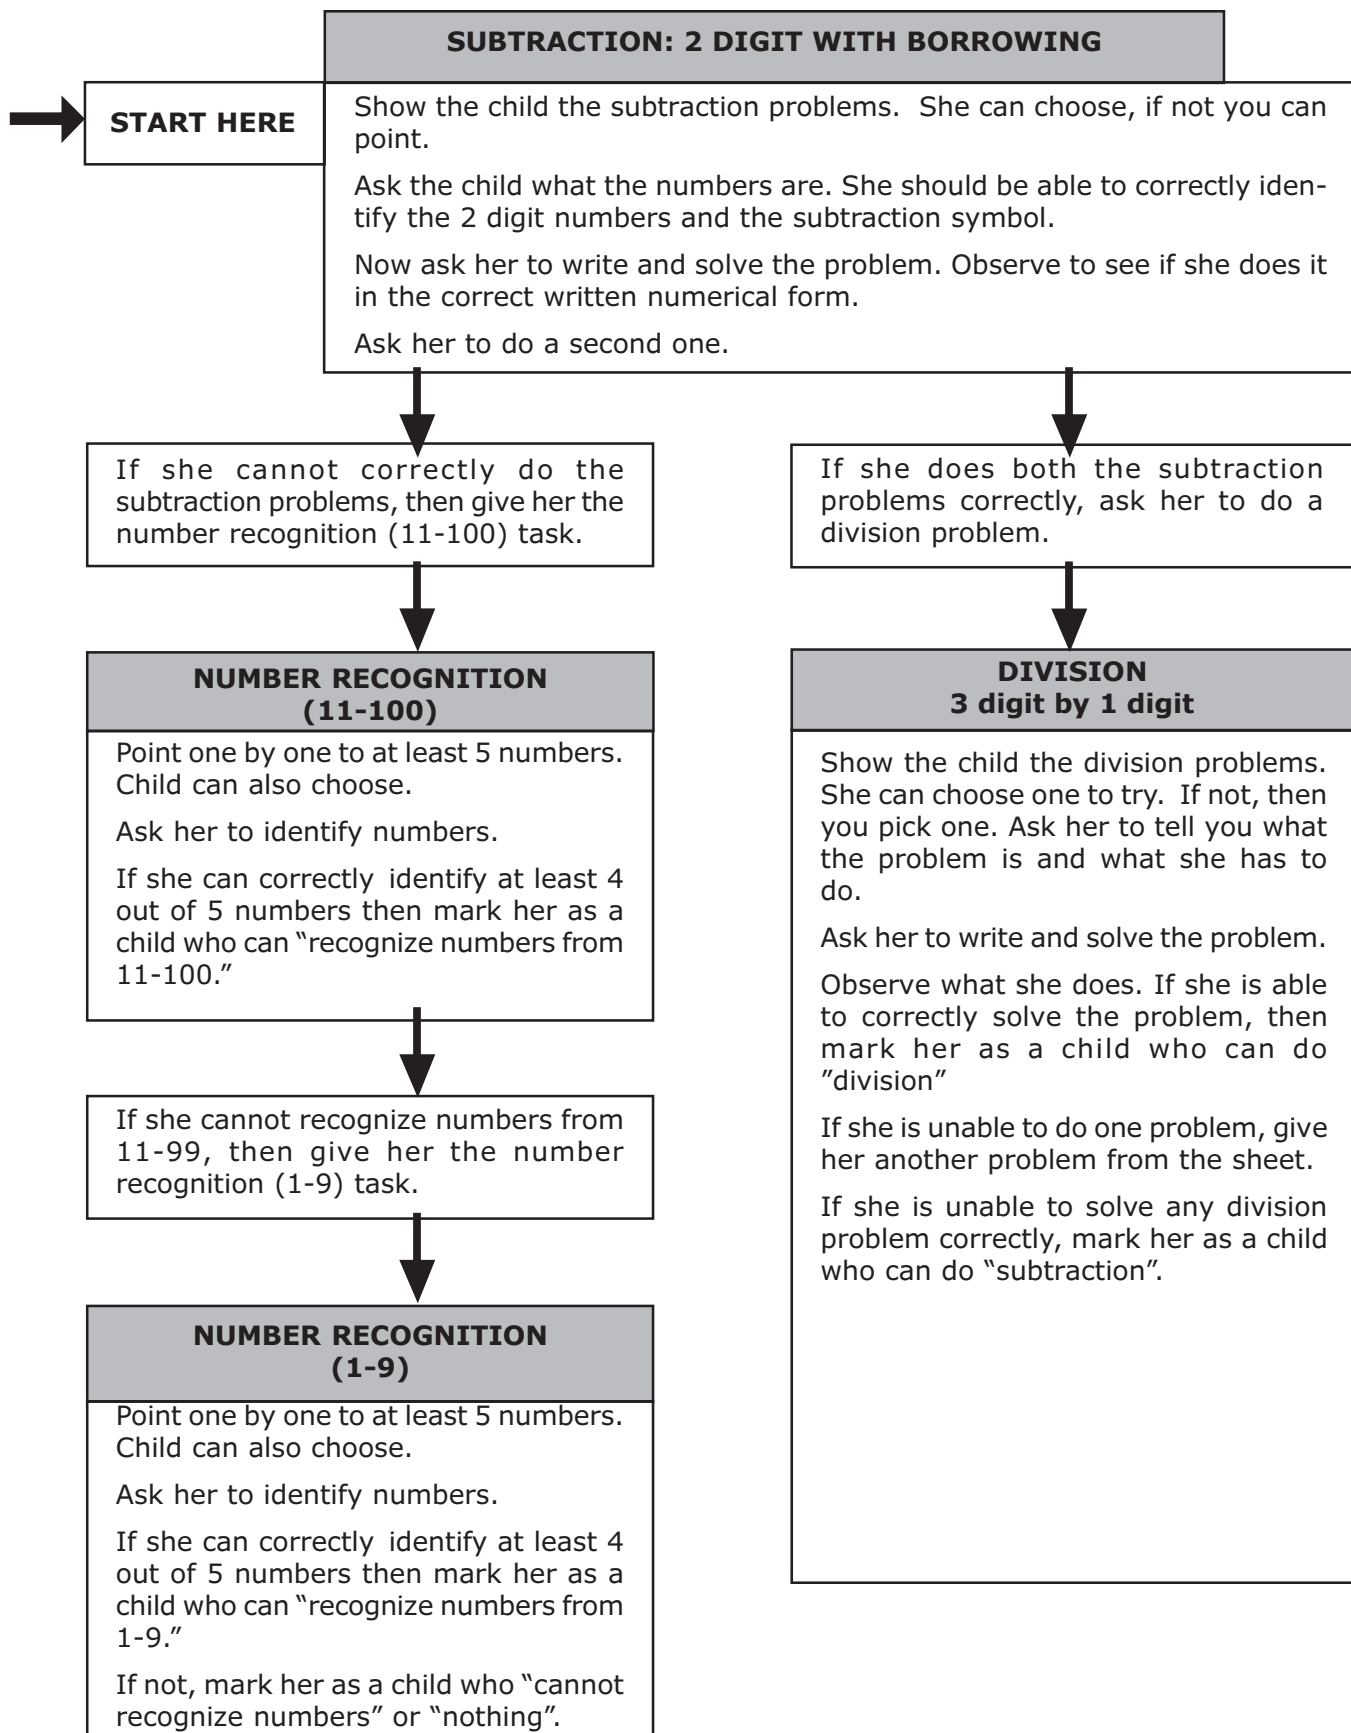 SUBTRACTION: 2 DIGIT WITH BORROWING
START HERE
Show the child the subtraction problems. She can choose, if not you can
point.
Ask the child what the numbers are. She should be able to correctly iden-
tify the 2 digit numbers and the subtraction symbol.
Now ask her to write and solve the problem. Observe to see if she does it
in the correct written numerical form.
Ask her to do a second one.
If she cannot correctly do the
subtraction problems, then give her the
number recognition (11-100) task.
If she does both the subtraction
problems correctly, ask her to do a
division problem.
NUMBER RECOGNITION
(11-100)
Point one by one to at least 5 numbers.
Child can also choose.
Ask her to identify numbers.
If she can correctly identify at least 4
out of 5 numbers then mark her as a
child who can “recognize numbers from
11-100.”
If she cannot recognize numbers from
11-99, then give her the number
recognition (1-9) task.
NUMBER RECOGNITION
(1-9)
Point one by one to at least 5 numbers.
Child can also choose.
Ask her to identify numbers.
If she can correctly identify at least 4
out of 5 numbers then mark her as a
child who can “recognize numbers from
1-9.”
If not, mark her as a child who “cannot
recognize numbers” or “nothing”.
DIVISION
3 digit by 1 digit
Show the child the division problems.
She can choose one to try. If not, then
you pick one. Ask her to tell you what
the problem is and what she has to
do.
Ask her to write and solve the problem.
Observe what she does. If she is able
to correctly solve the problem, then
mark her as a child who can do
”division”
If she is unable to do one problem, give
her another problem from the sheet.
If she is unable to solve any division
problem correctly, mark her as a child
who can do “subtraction”.